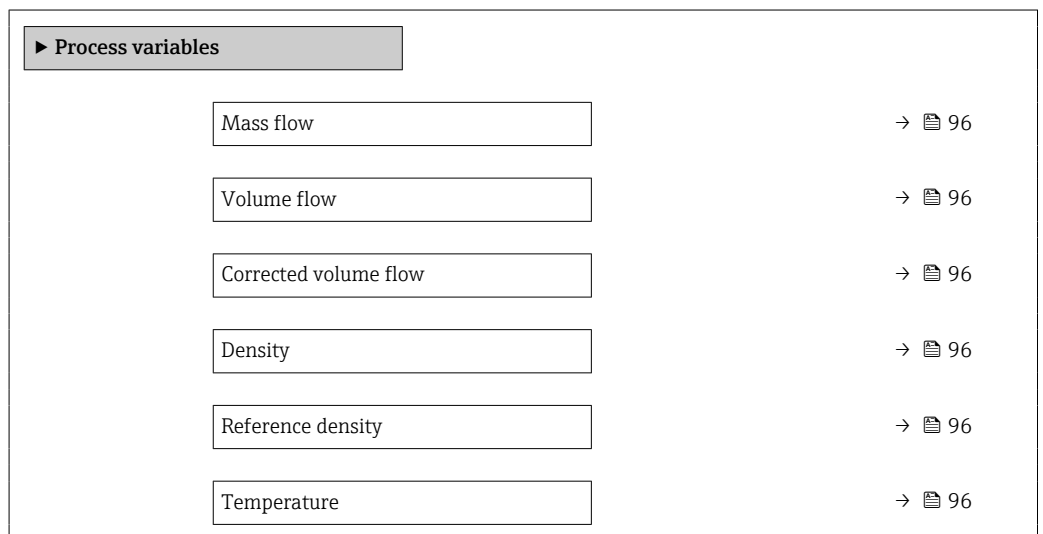 ▶ Process variables
Mass flow → 96
Volume flow → 96
Corrected volume flow → 96
Density → 96
Reference density → 96
Temperature → 96